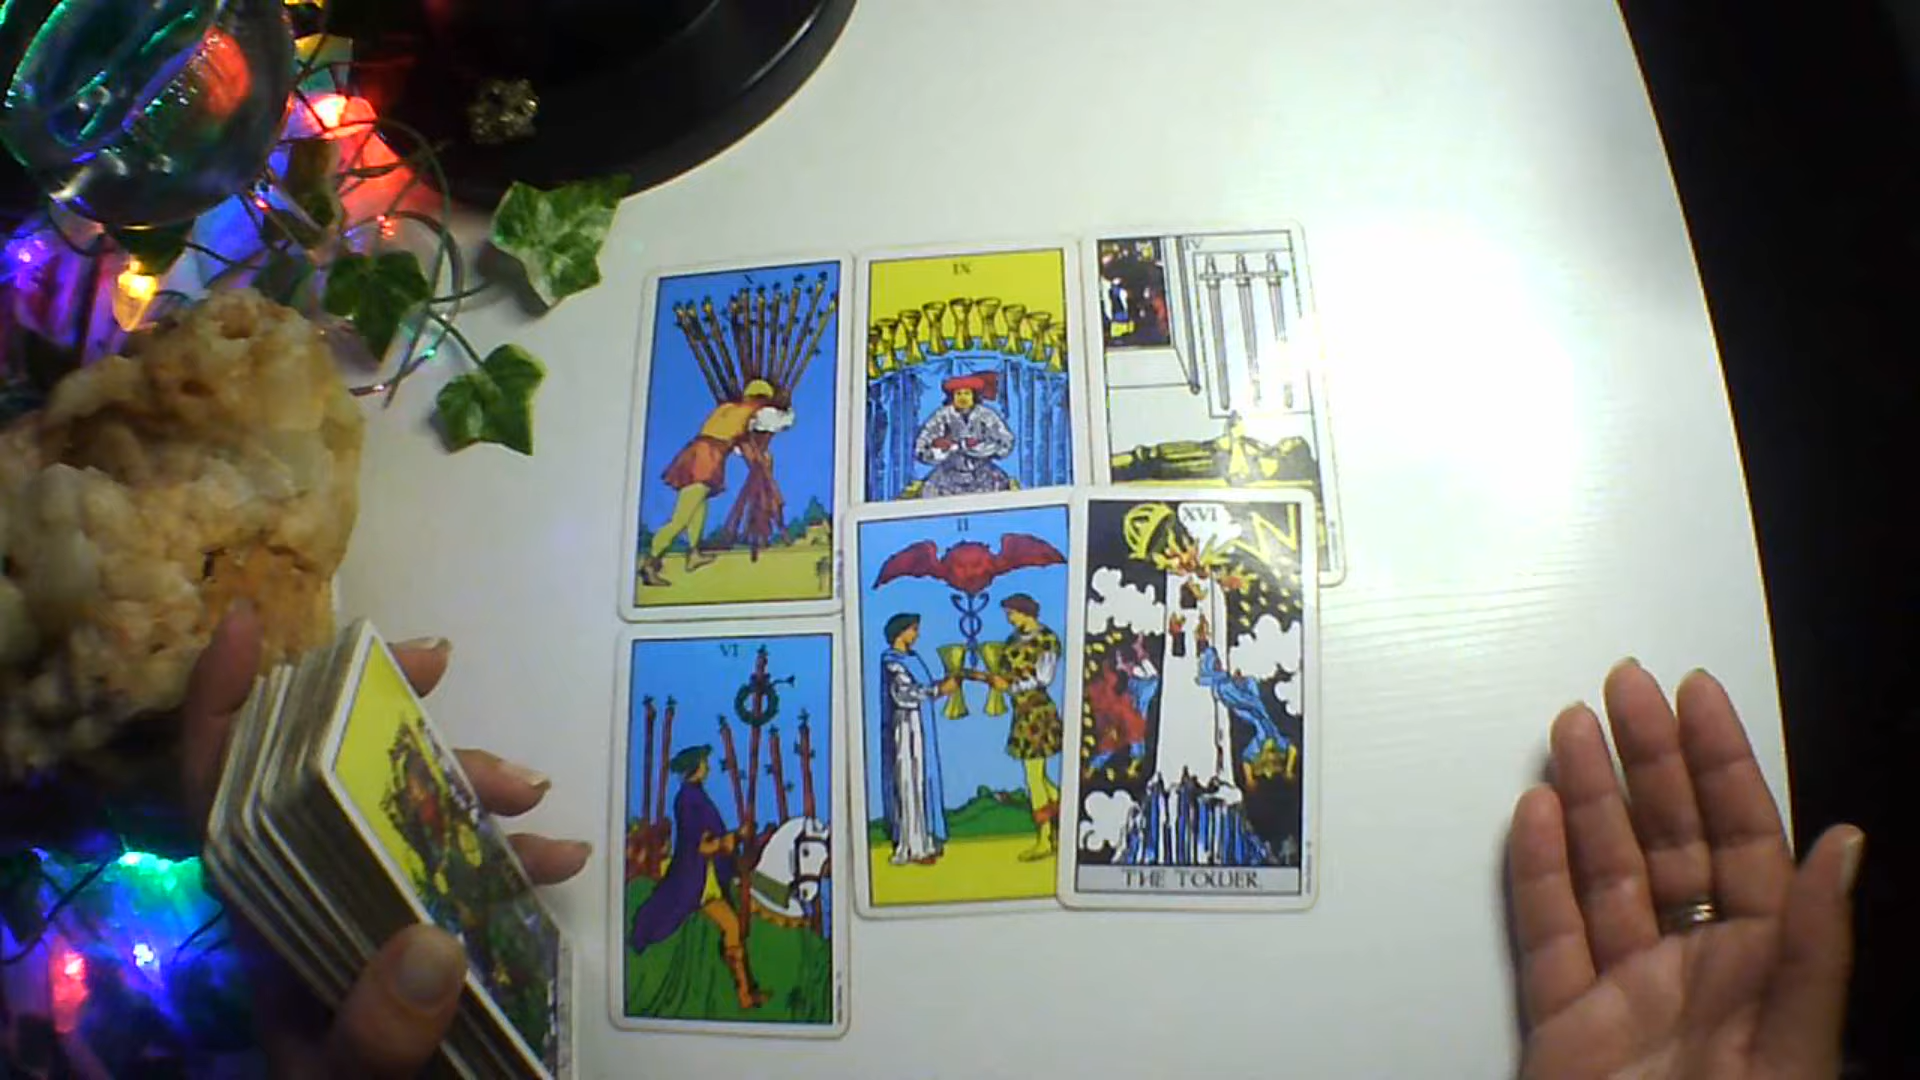 X
IX
IV
II
XVI
VI
THE TOWER.